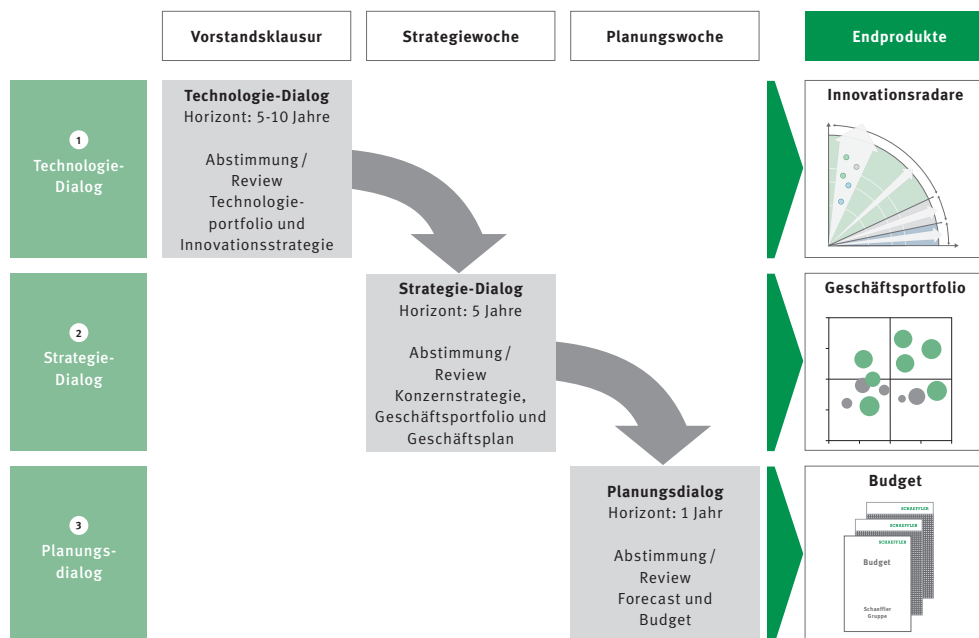 Vorstandsklausur
Strategiewoche
Planungswoche
Endprodukte
1
Technologie-
Dialog
Technologie-Dialog
Horizont: 5-10 Jahre
Abstimmung /
Review
Technologie-
portfolio und
Innovationsstrategie
Innovationsradare
2
Strategie-
Dialog
Strategie-Dialog
Horizont: 5 Jahre
Abstimmung /
Review
Konzernstrategie,
Geschäftsportfolio und
Geschäftsplan
Geschäftsportfolio
3
Planungs-
dialog
Planungsdialog
Horizont: 1 Jahr
Abstimmung /
Review
Forecast und
Budget
Budget
SCHAEFFLER
SCHAEFFLER
SCHAEFFLER
Budget
Schaeffler
Gruppe